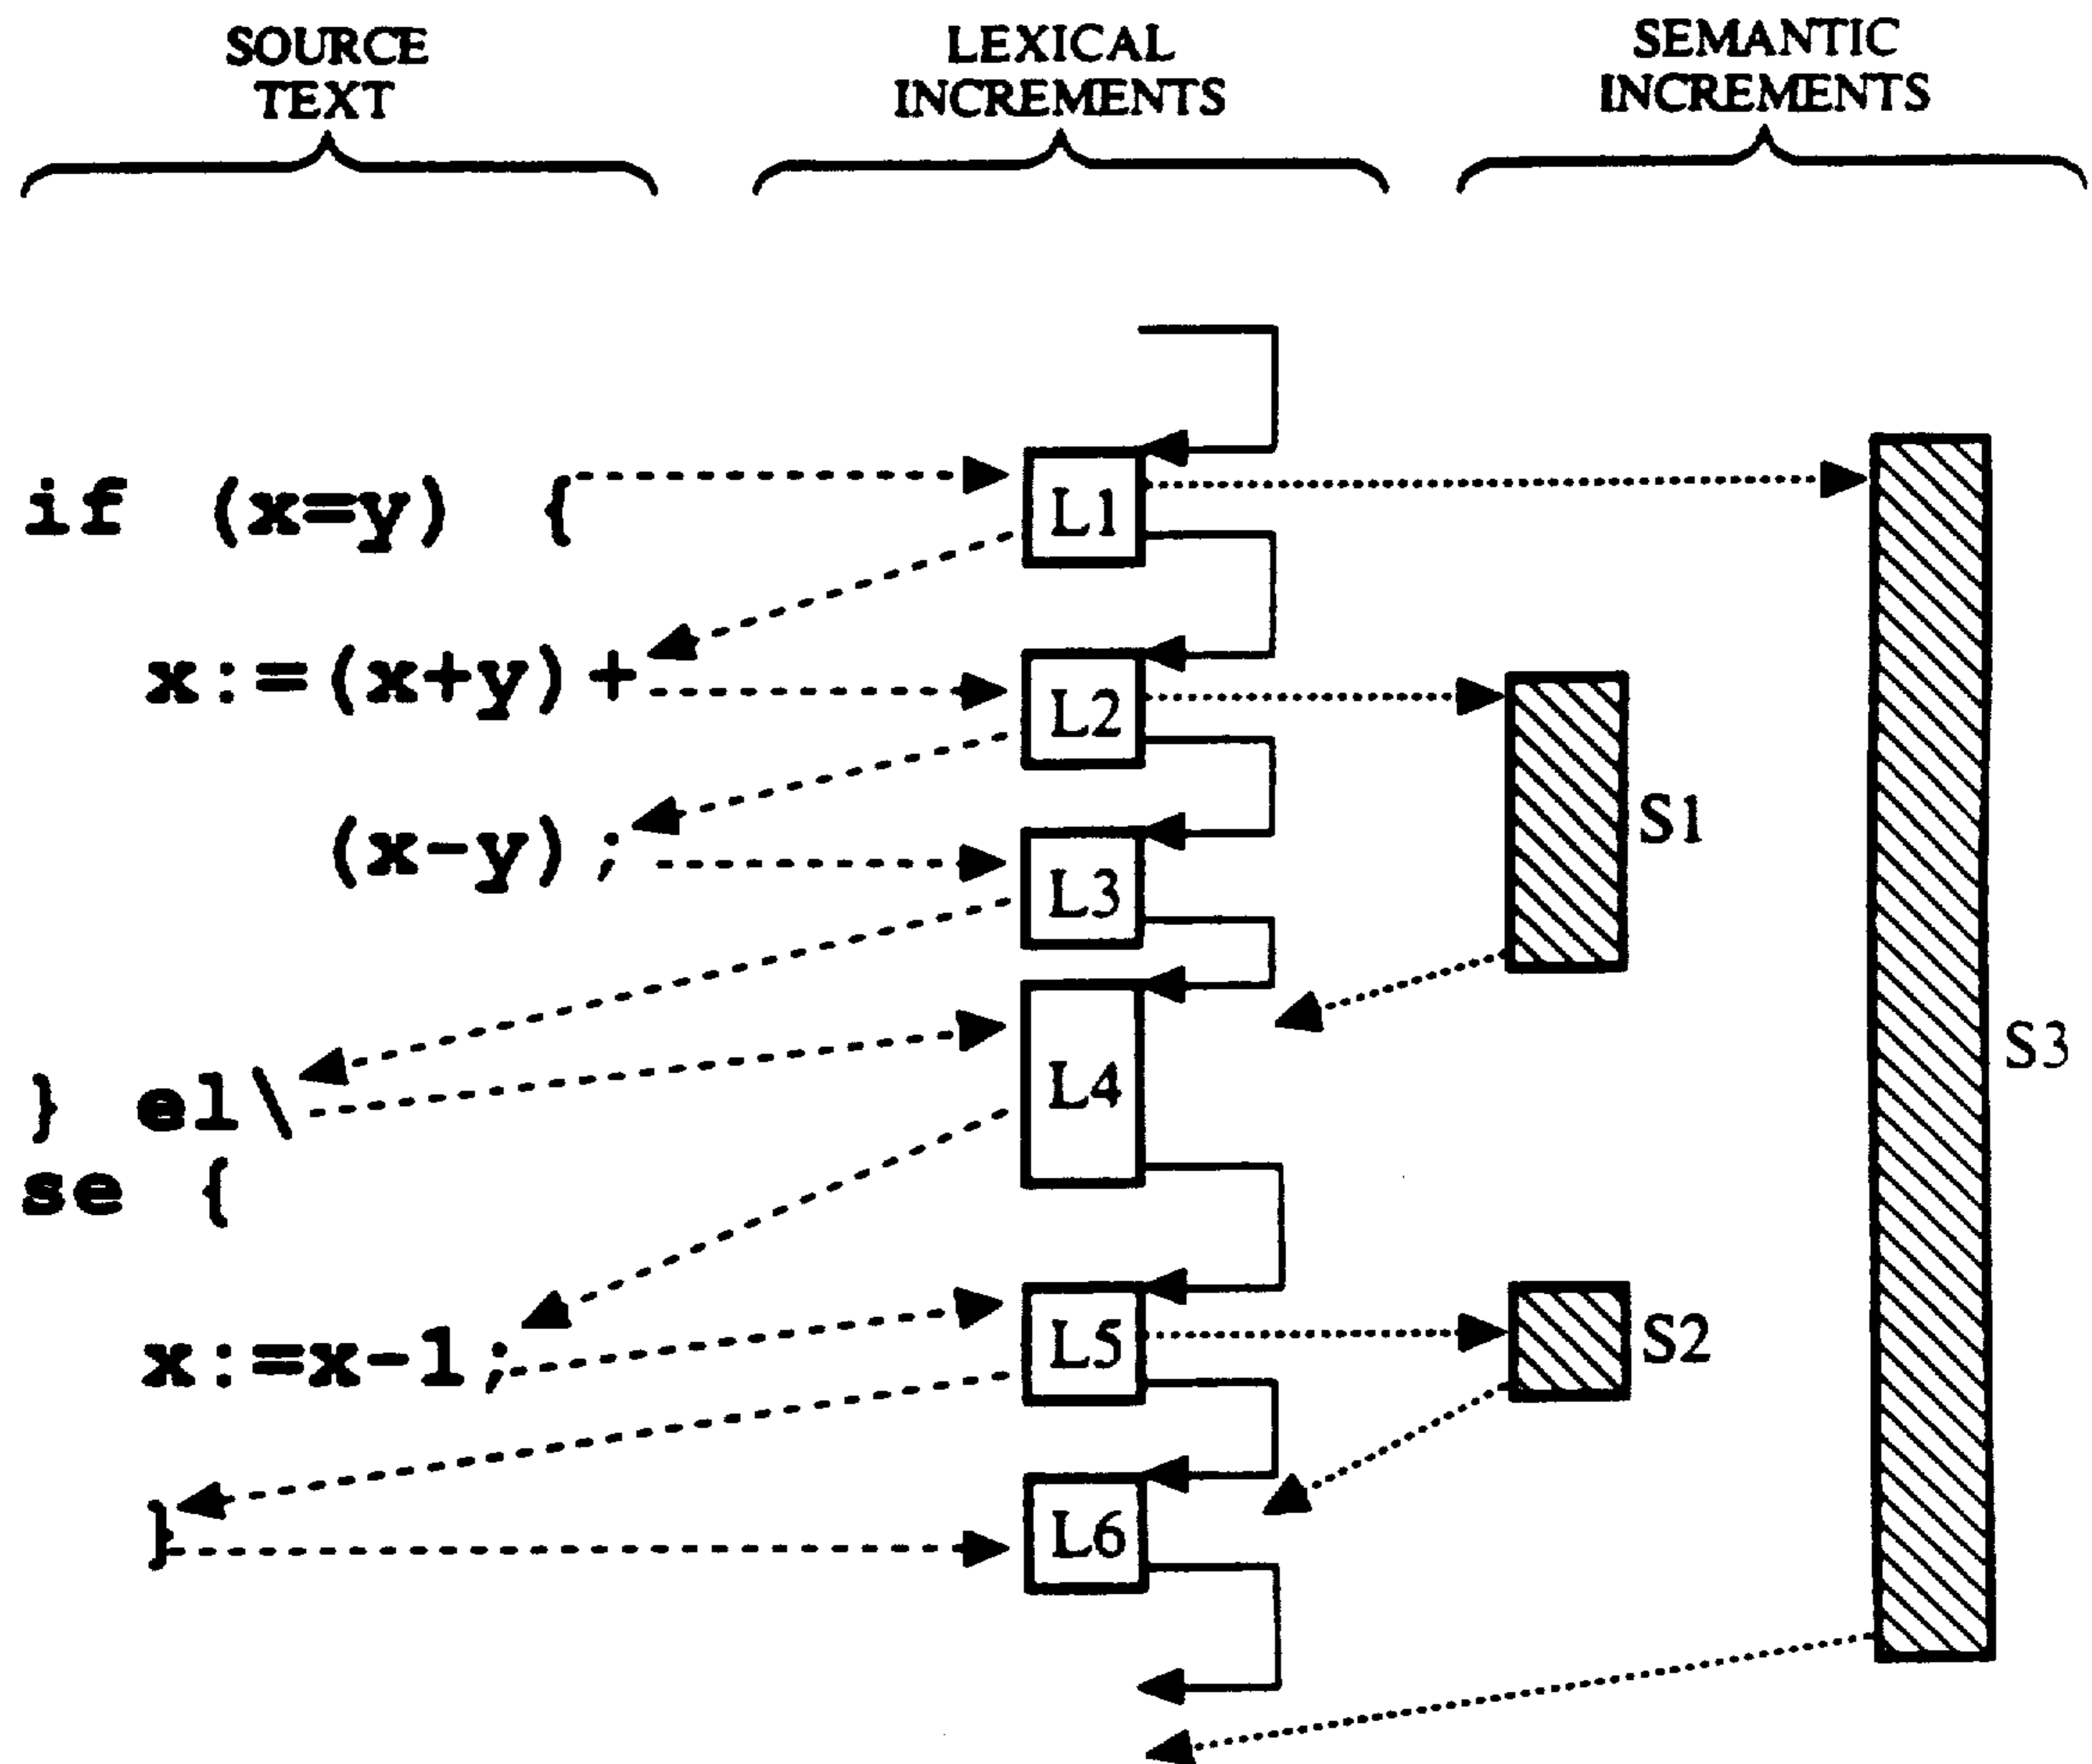 SOURCE
TEXT
LEXICAL
INCREMENTS
SEMANTIC
INCREMENTS
if (x=y) {
L1
x:=(x+y)+
L2
S1
(x-y) ;
L3
S3
} el\
L4
se {
x:=x-1;
L5
S2
}
L6